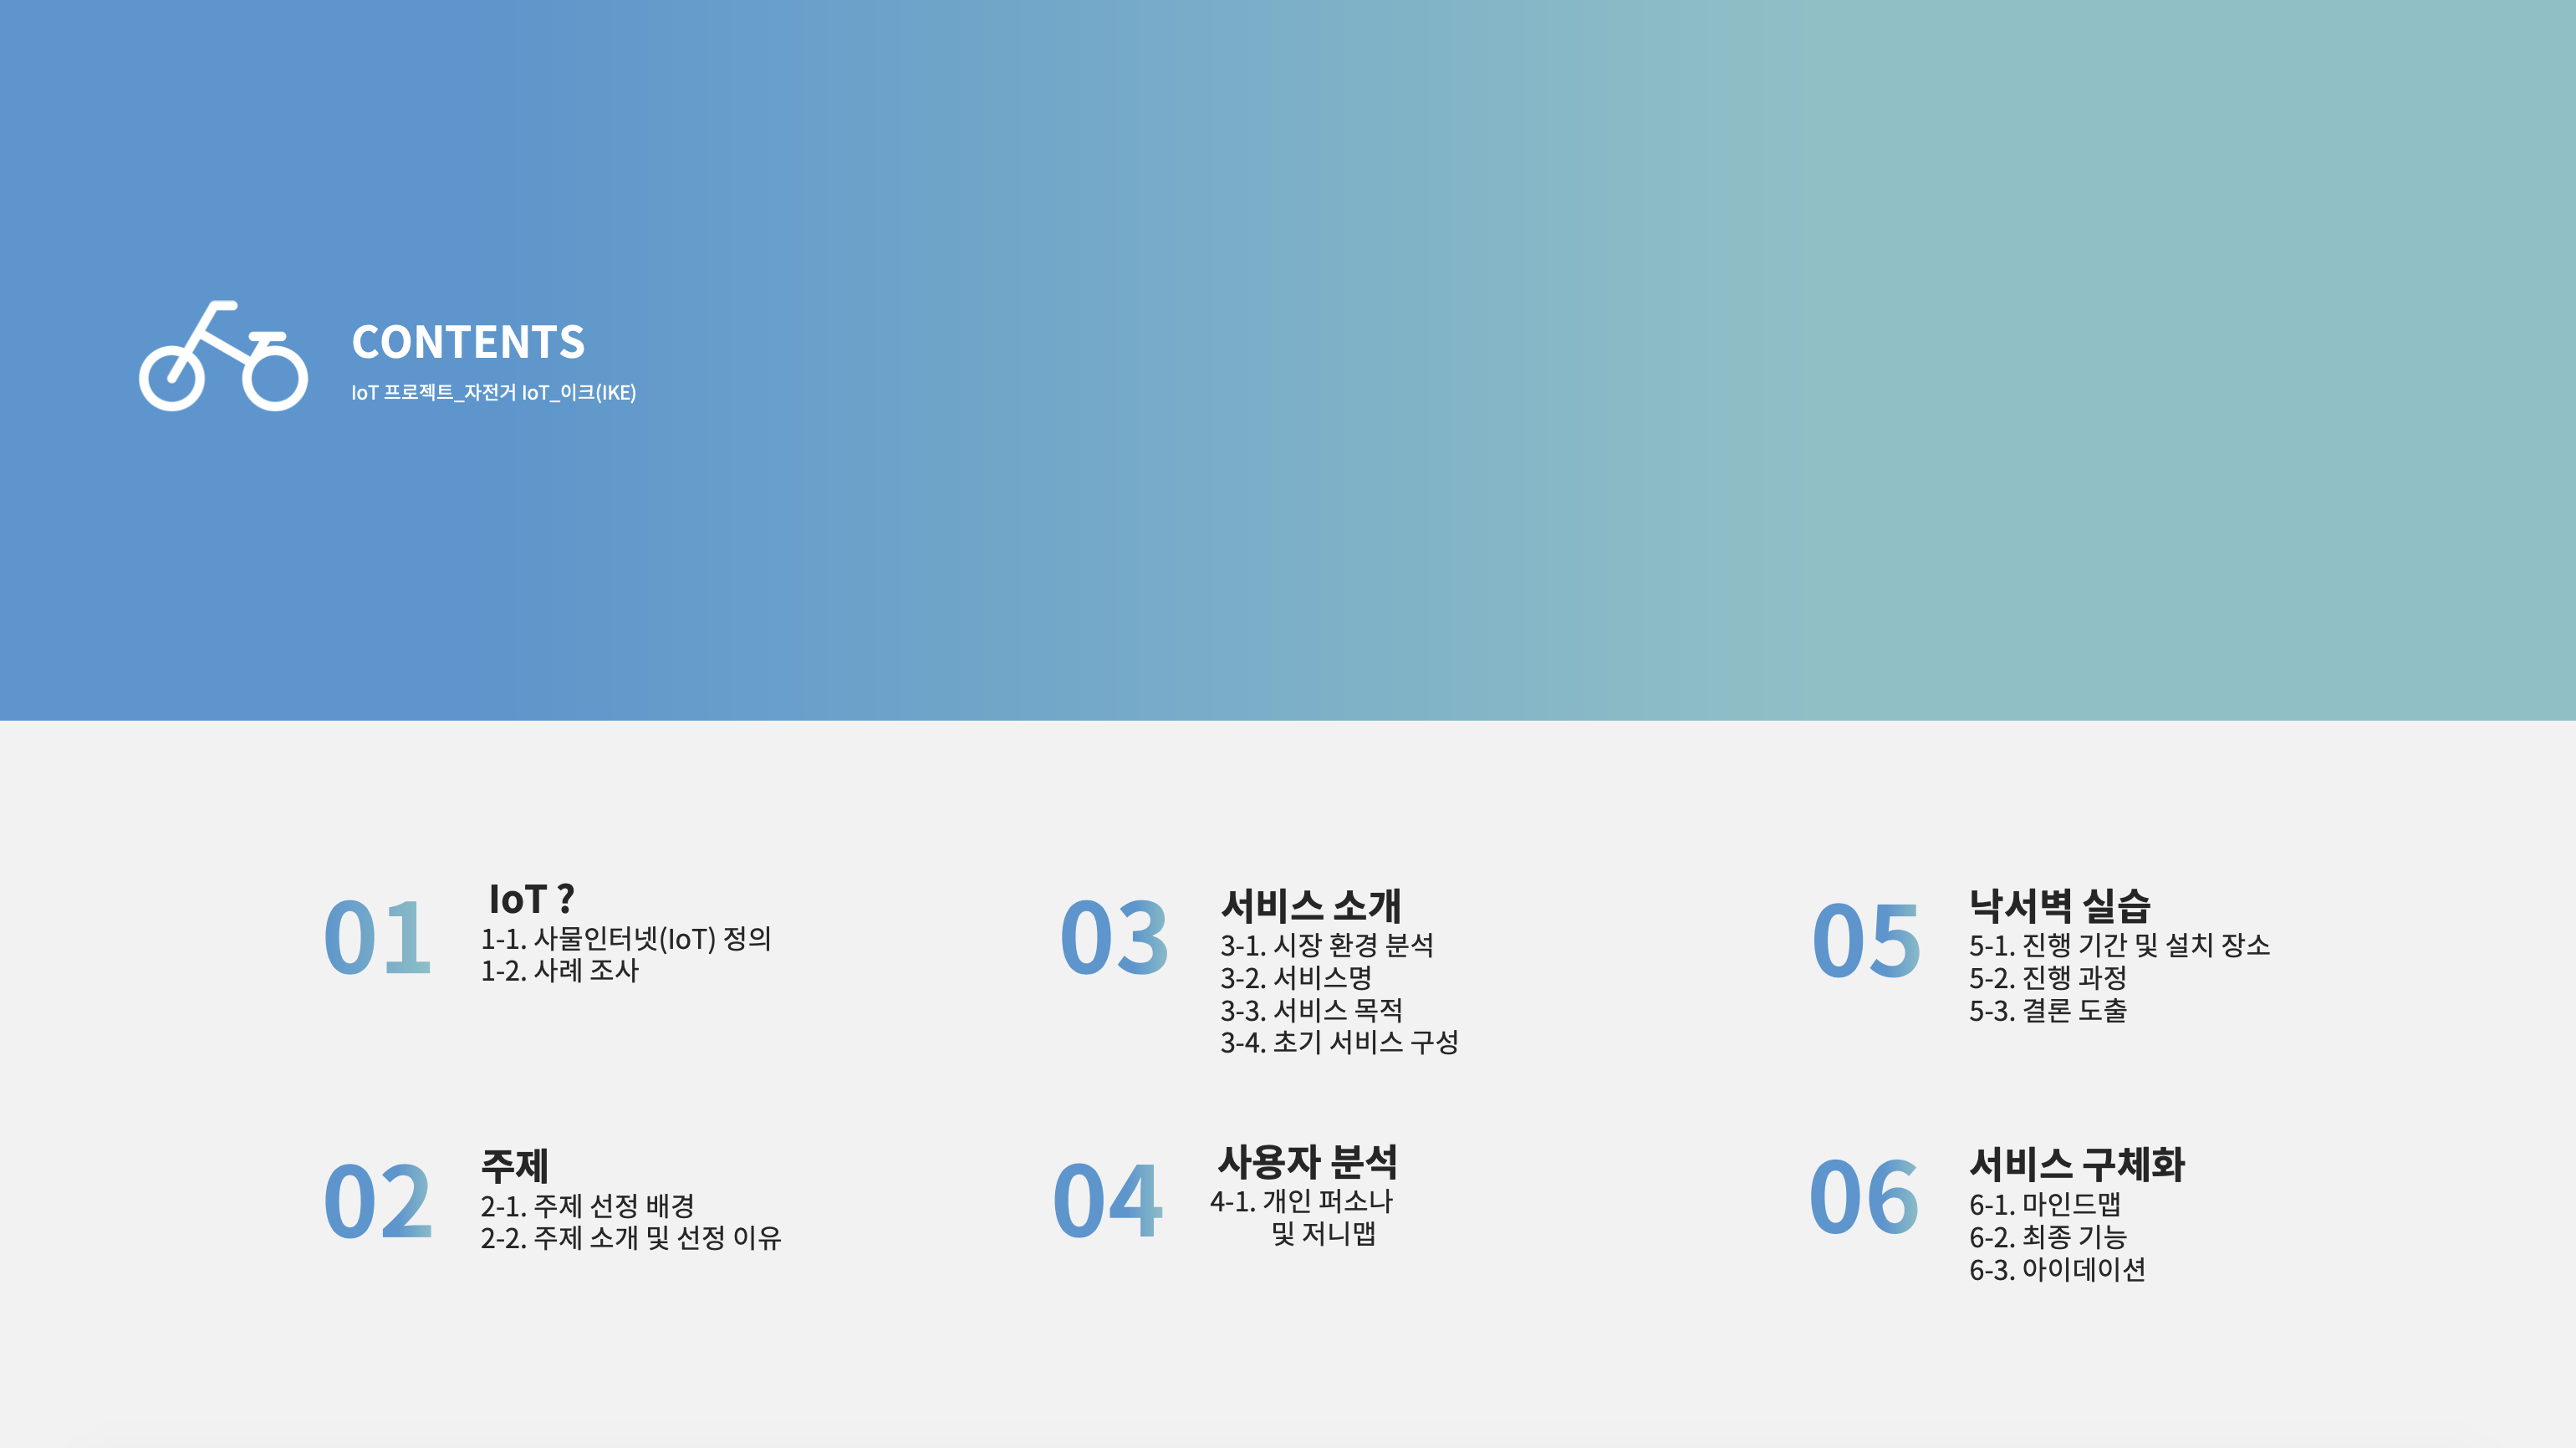 CONTENTS
IoT 프로젝트_자전거 IoT_이크(IKE)
01
IoT ?
1-1. 사물인터넷(IoT) 정의
1-2. 사례 조사
02
주제
2-1. 주제 선정 배경
2-2. 주제 소개 및 선정 이유
03
서비스 소개
3-1. 시장 환경 분석
3-2. 서비스명
3-3. 서비스 목적
3-4. 초기 서비스 구성
04
사용자 분석
4-1. 개인 퍼소나
및 저니맵
05
낙서벽 실습
5-1. 진행 기간 및 설치 장소
5-2. 진행 과정
5-3. 결론 도출
06
서비스 구체화
6-1. 마인드맵
6-2. 최종 기능
6-3. 아이데이션